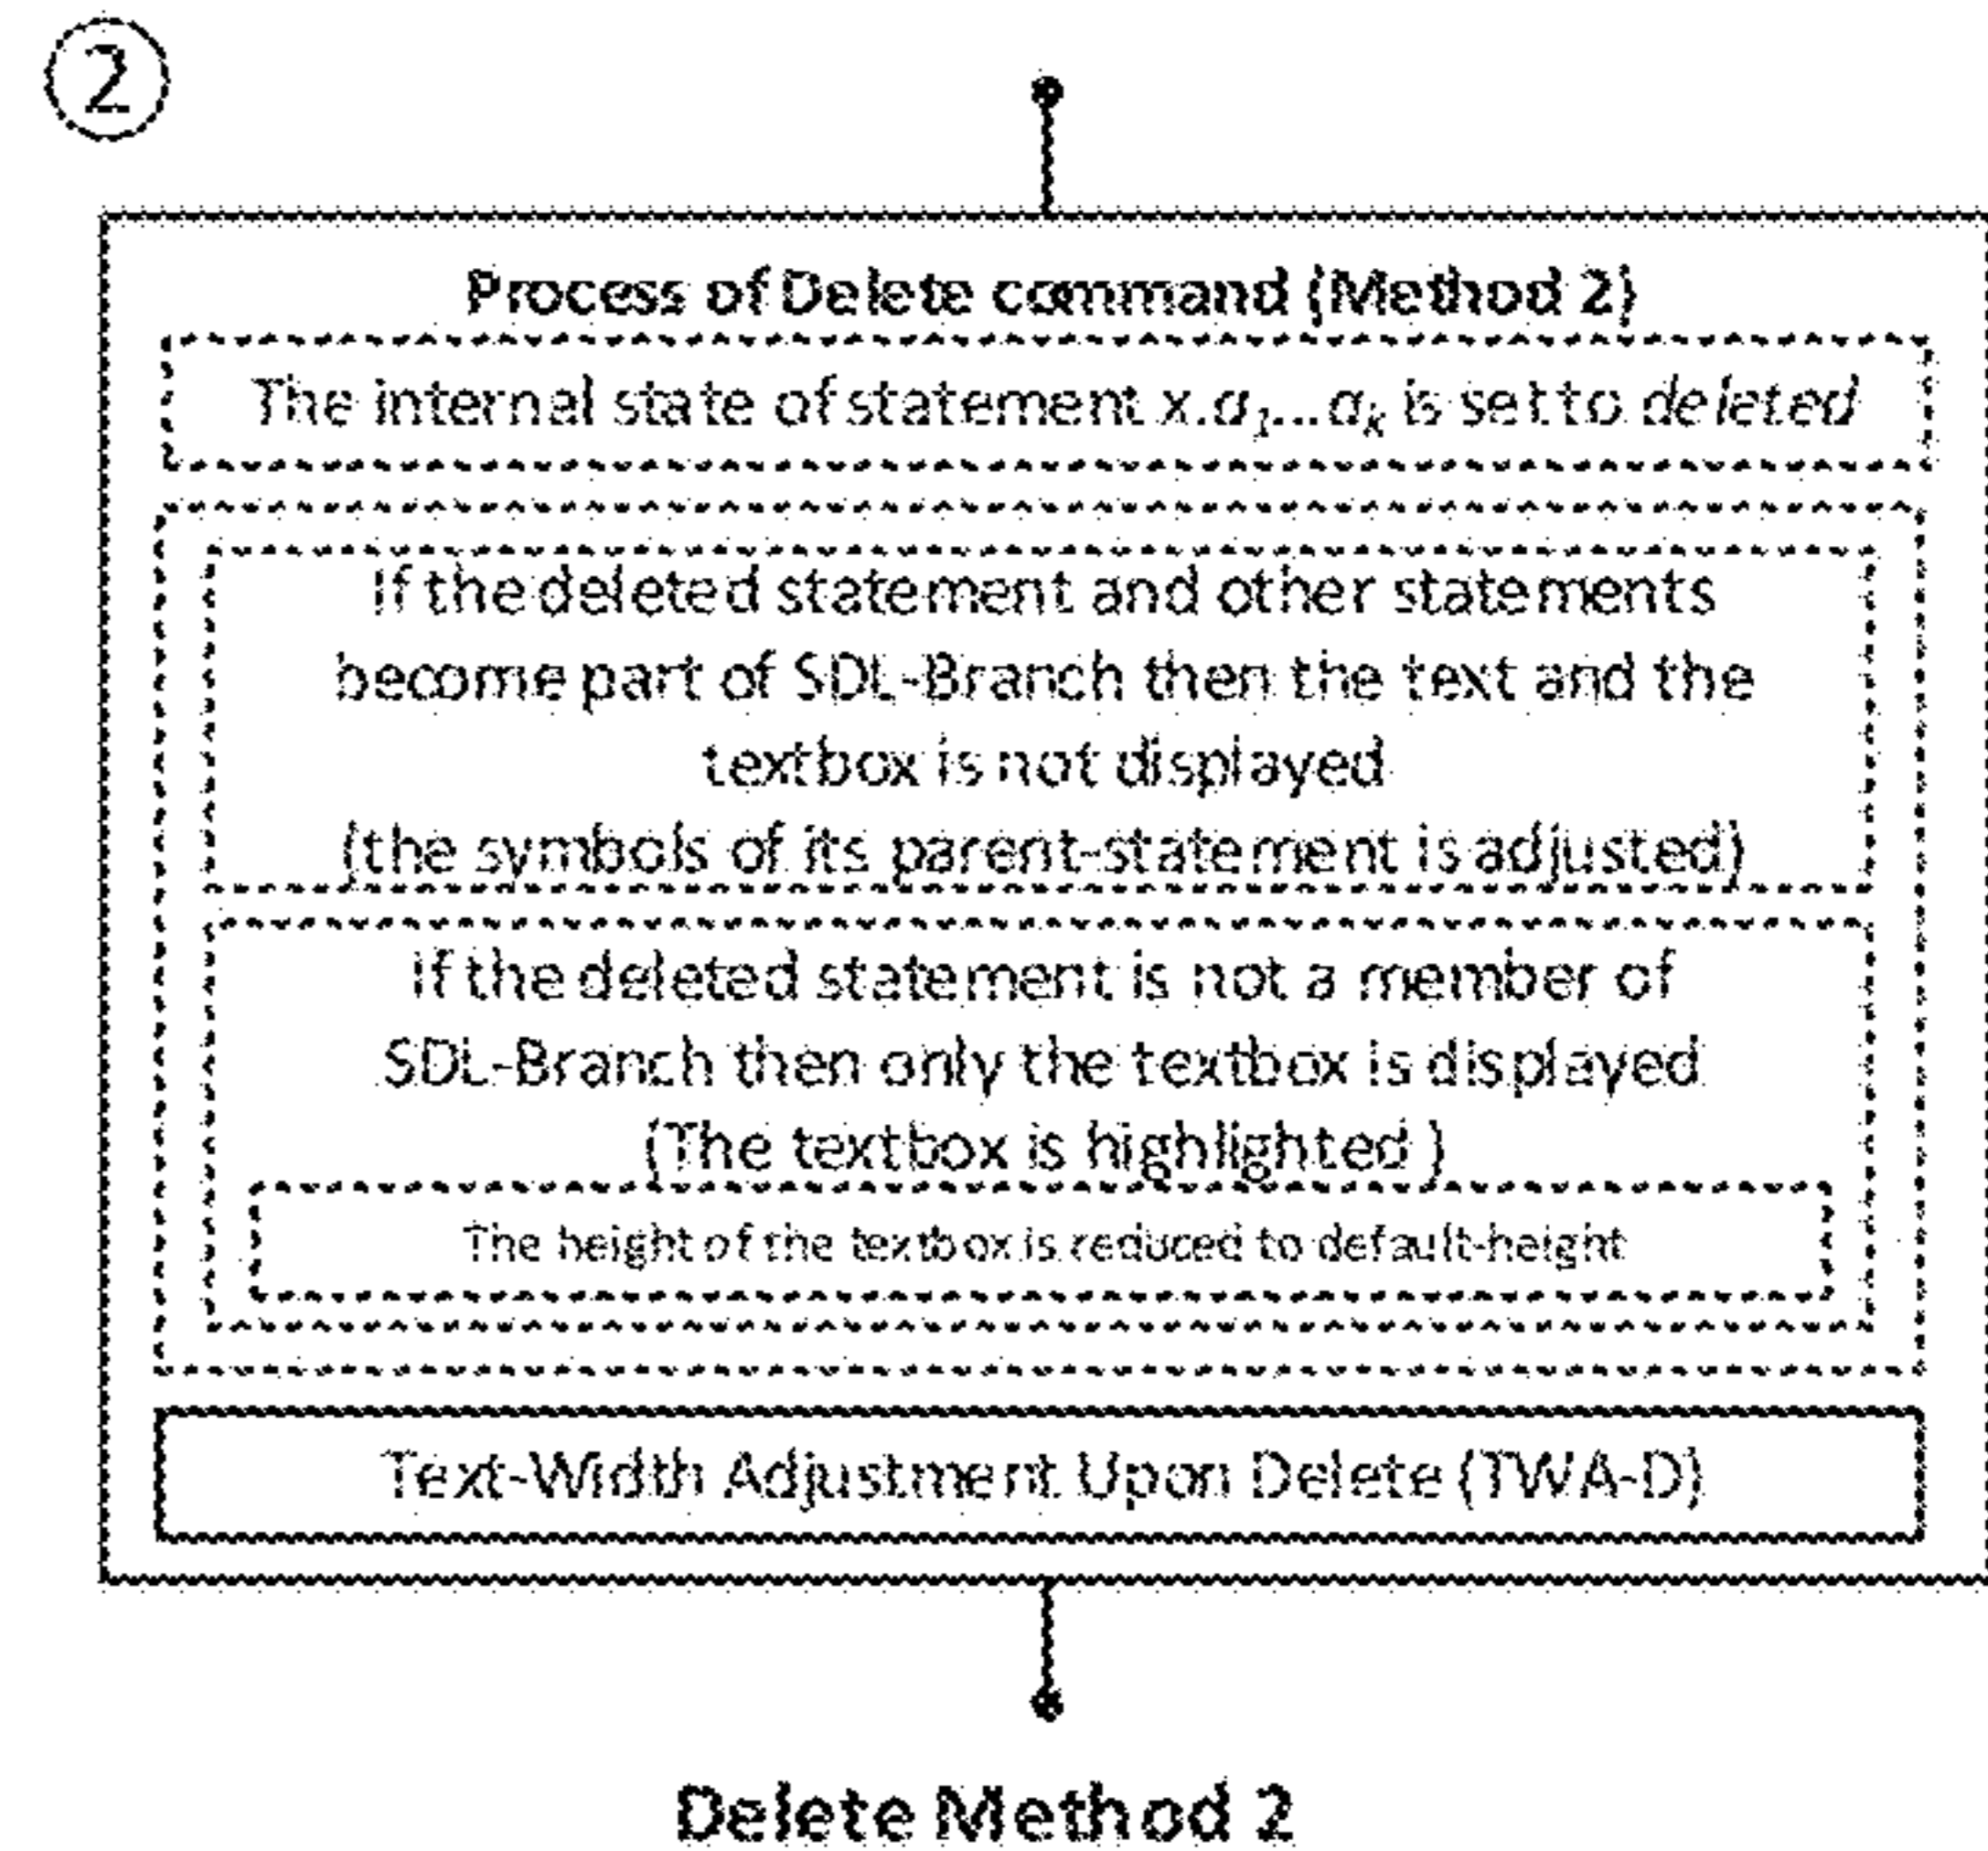 2
Process of Delete command (Method 2)
The internal state of statement x.a₁...aₖ is set to deleted
If the deleted statement and other statements
become part of SDL-Branch then the text and the
textbox is not displayed
(the symbols of its parent-statement is adjusted)
If the deleted statement is not a member of
SDL-Branch then only the textbox is displayed
(The textbox is highlighted )
The height of the textbox is reduced to default-height
Text-Width Adjustment Upon Delete (TWA-D)
Delete Method 2